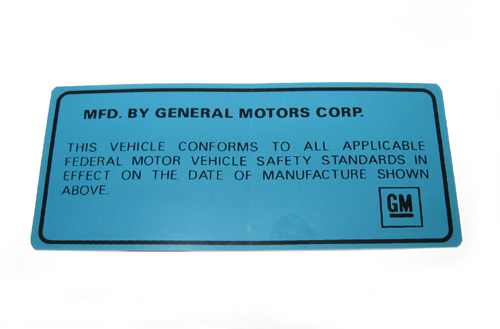 MFD. BY GENERAL MOTORS CORP.
THIS VEHICLE CONFORMS TO ALL APPLICABLE
FEDERAL MOTOR VEHICLE SAFETY STANDARDS IN
EFFECT ON THE DATE OF MANUFACTURE SHOWN
ABOVE.
GM